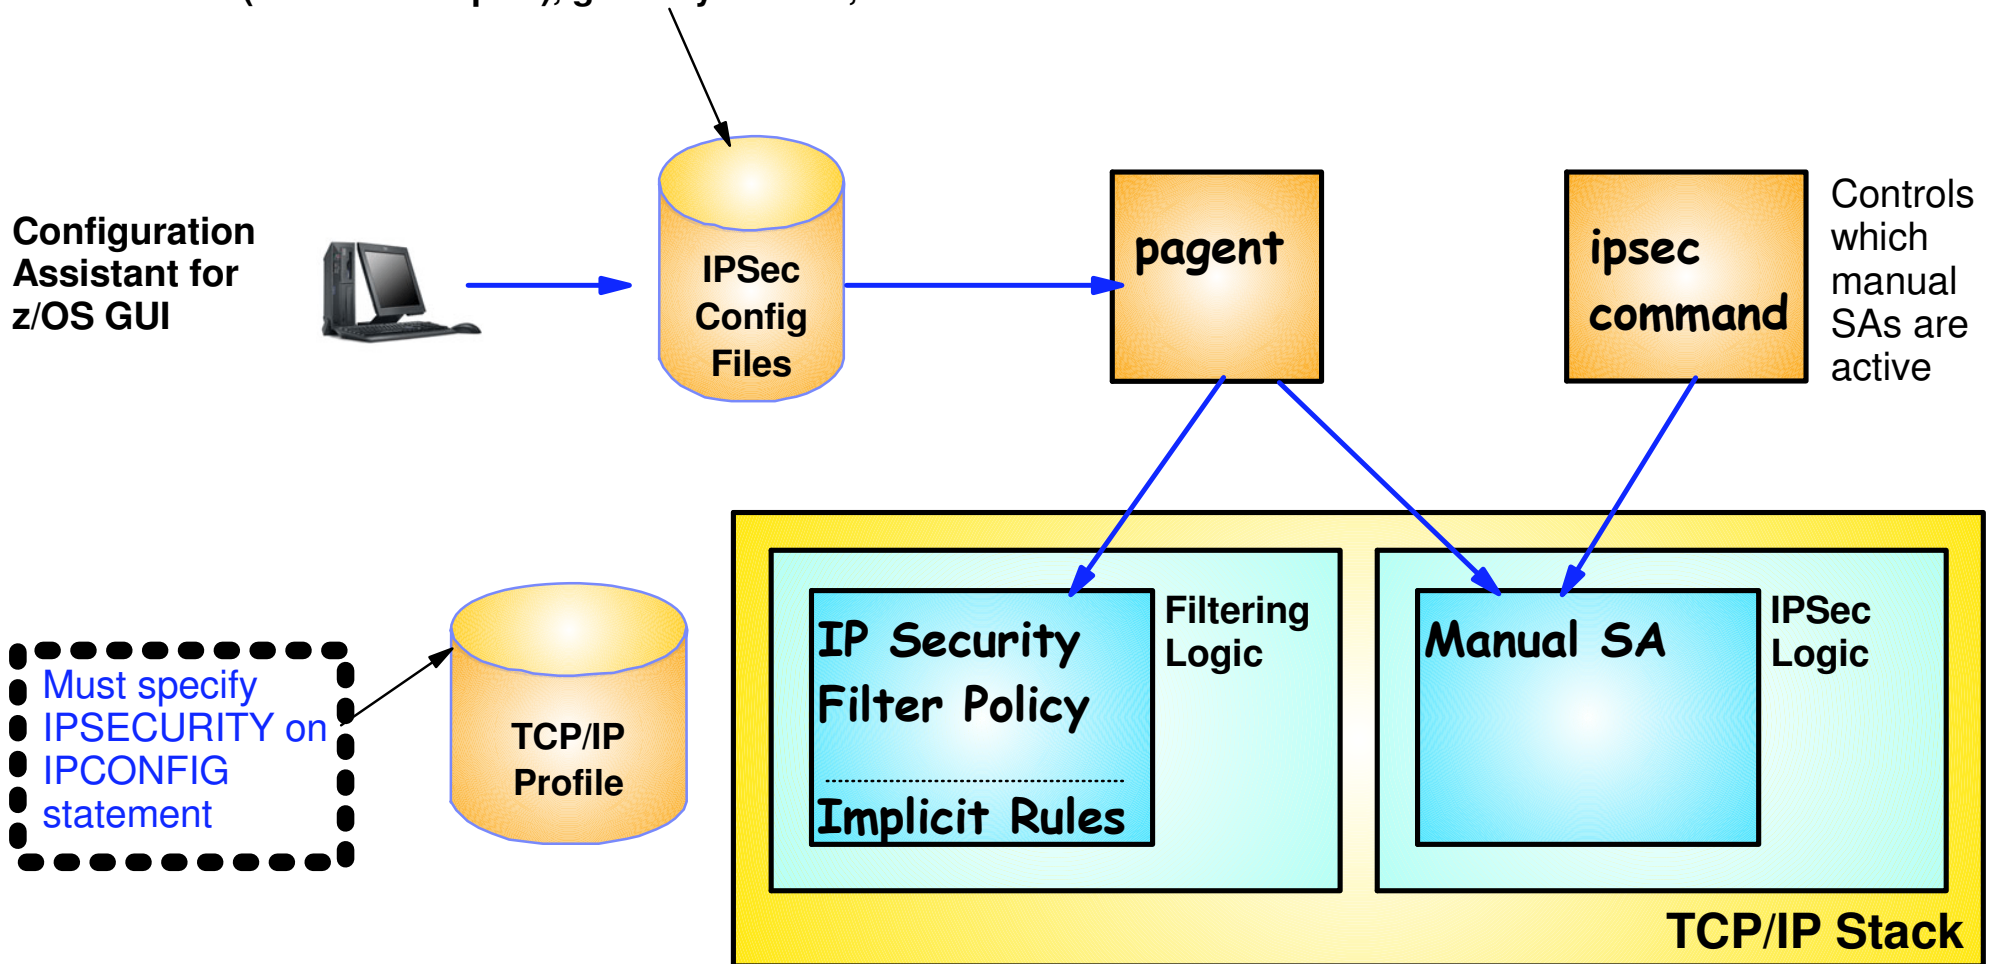 Configuration
Assistant for
z/OS GUI
IPSec
Config
Files
pagent
ipsec
command
Controls
which
manual
SAs are
active
Must specify
IPSECURITY on
IPCONFIG
statement
TCP/IP
Profile
IP Security
Filter Policy
Implicit Rules
Filtering
Logic
Manual SA
IPSec
Logic
TCP/IP Stack